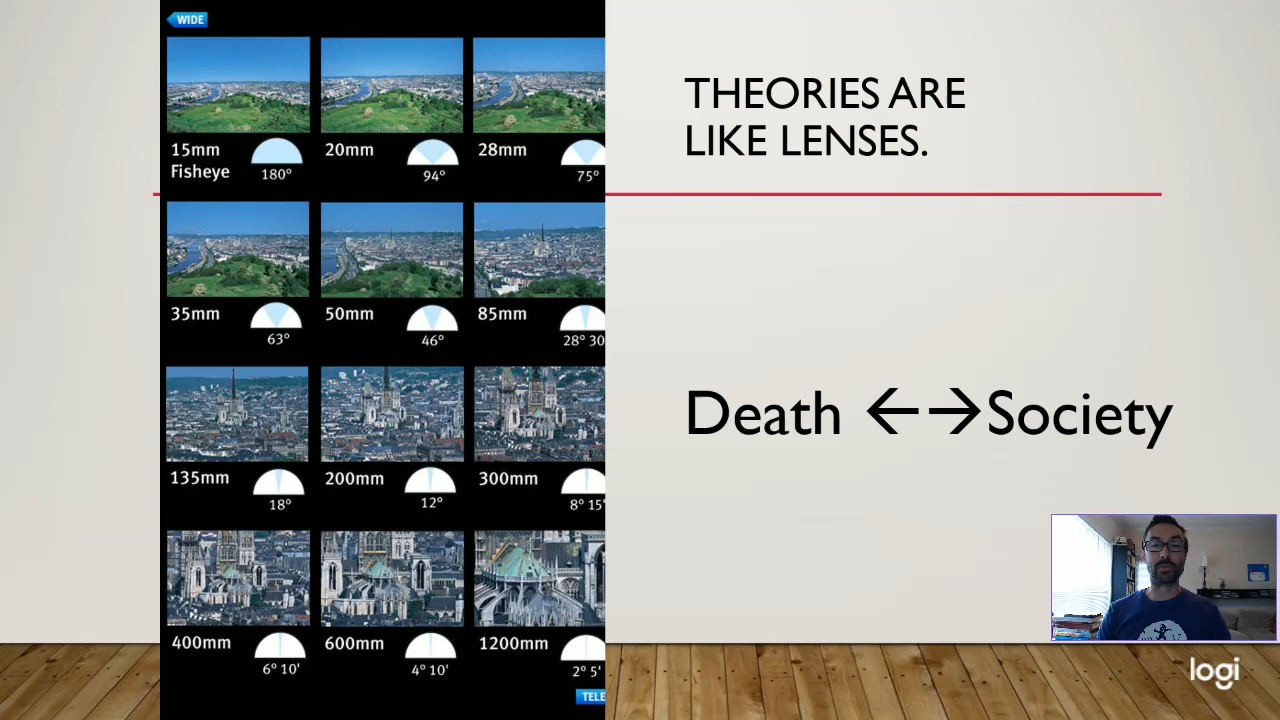 WIDE
15mm
Fisheye
180°
20mm
94°
28mm
75°
35mm
63°
50mm
46°
85mm
28° 30
135mm
18°
200mm
12°
300mm
8° 15'
400mm
6° 10'
600mm
4° 10'
1200mm
2° 5'
TELE
THEORIES ARE
LIKE LENSES.
Death ←→Society
logi